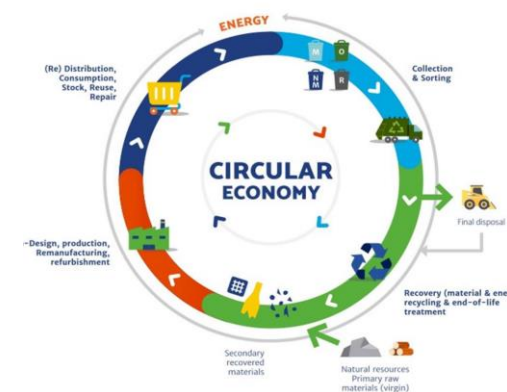 ENERGY
(Re) Distribution,
Consumption,
Stock, Reuse,
Repair
M
O
N
M
R
Collection
& Sorting
CIRCULAR
ECONOMY
Final disposal
-Design, production,
Remanufacturing,
refurbishment
Recovery (material & ene
recycling & end-of-life
treatment
Secondary
recovered
materials
Natural resources
Primary raw
materials (virgin)